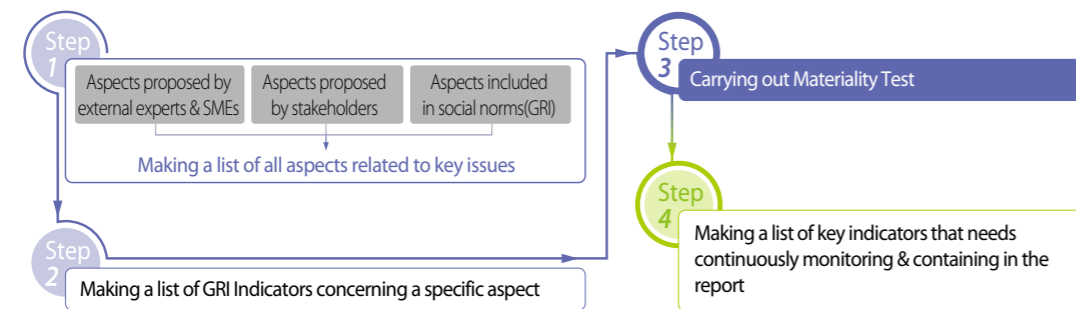 Step
1
Aspects proposed by
external experts & SMEs
Aspects proposed
by stakeholders
Aspects included
in social norms(GRI)
Making a list of all aspects related to key issues
Step
2
Making a list of GRI Indicators concerning a specific aspect
Step
3
Carrying out Materiality Test
Step
4
Making a list of key indicators that needs
continuously monitoring & containing in the
report